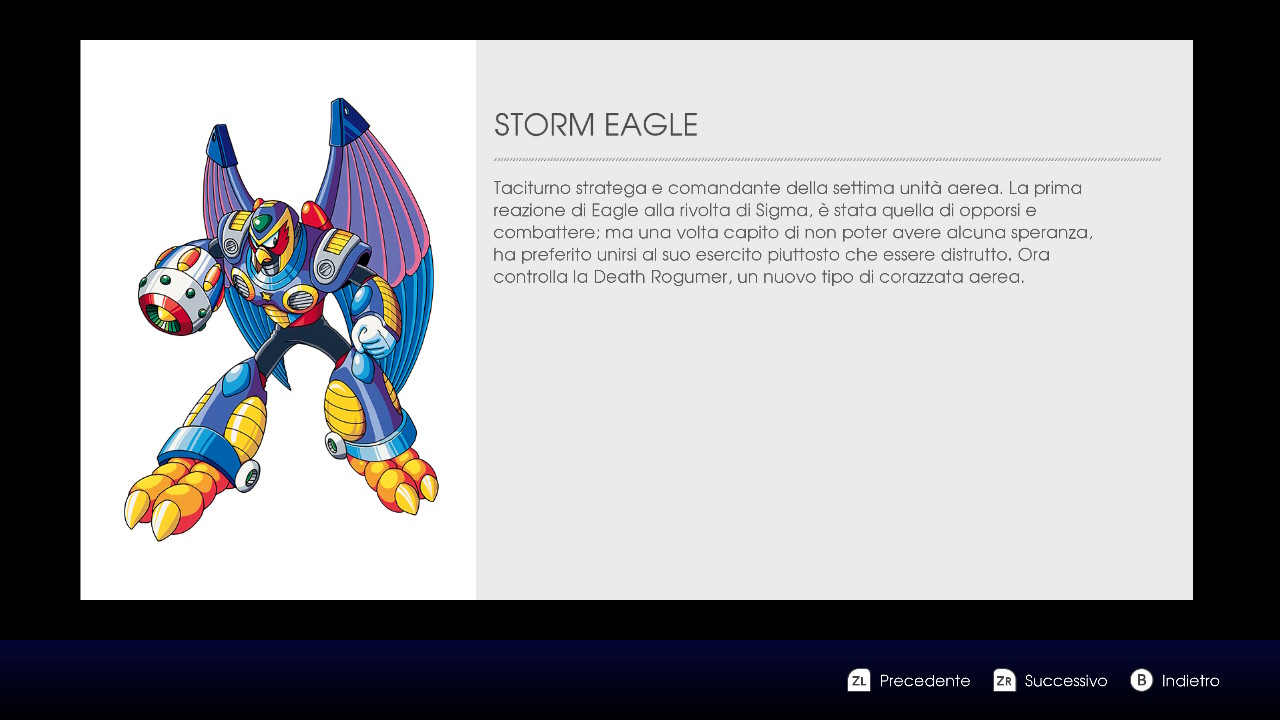 STORM EAGLE
Taciturno stratega e comandante della settima unità aerea. La prima
reazione di Eagle alla rivolta di Sigma, è stata quella di opporsi e
combattere; ma una volta capito di non poter avere alcuna speranza,
ha preferito unirsi al suo esercito piuttosto che essere distrutto. Ora
controlla la Death Rogumer, un nuovo tipo di corazzata aerea.
ZL Precedente ZR Successivo B Indietro